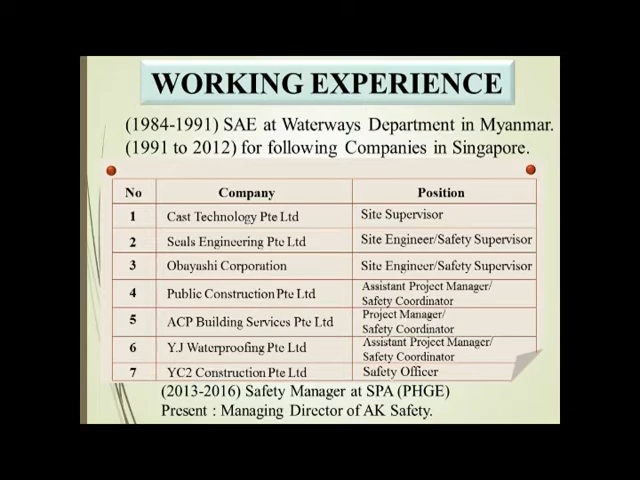 WORKING EXPERIENCE
(1984-1991) SAE at Waterways Department in Myanmar.
(1991 to 2012) for following Companies in Singapore.
No Company Position
1 Cast Technology Pte Ltd Site Supervisor
2 Seals Engineering Pte Ltd Site Engineer/Safety Supervisor
3 Obayashi Corporation Site Engineer/Safety Supervisor
4 Public Construction Pte Ltd Assistant Project Manager/
Safety Coordinator
5 ACP Building Services Pte Ltd Project Manager/
Safety Coordinator
6 Y.J Waterproofing Pte Ltd Assistant Project Manager/
Safety Coordinator
7 YC2 Construction Pte Ltd Safety Officer
(2013-2016) Safety Manager at SPA (PHGE)
Present : Managing Director of AK Safety.